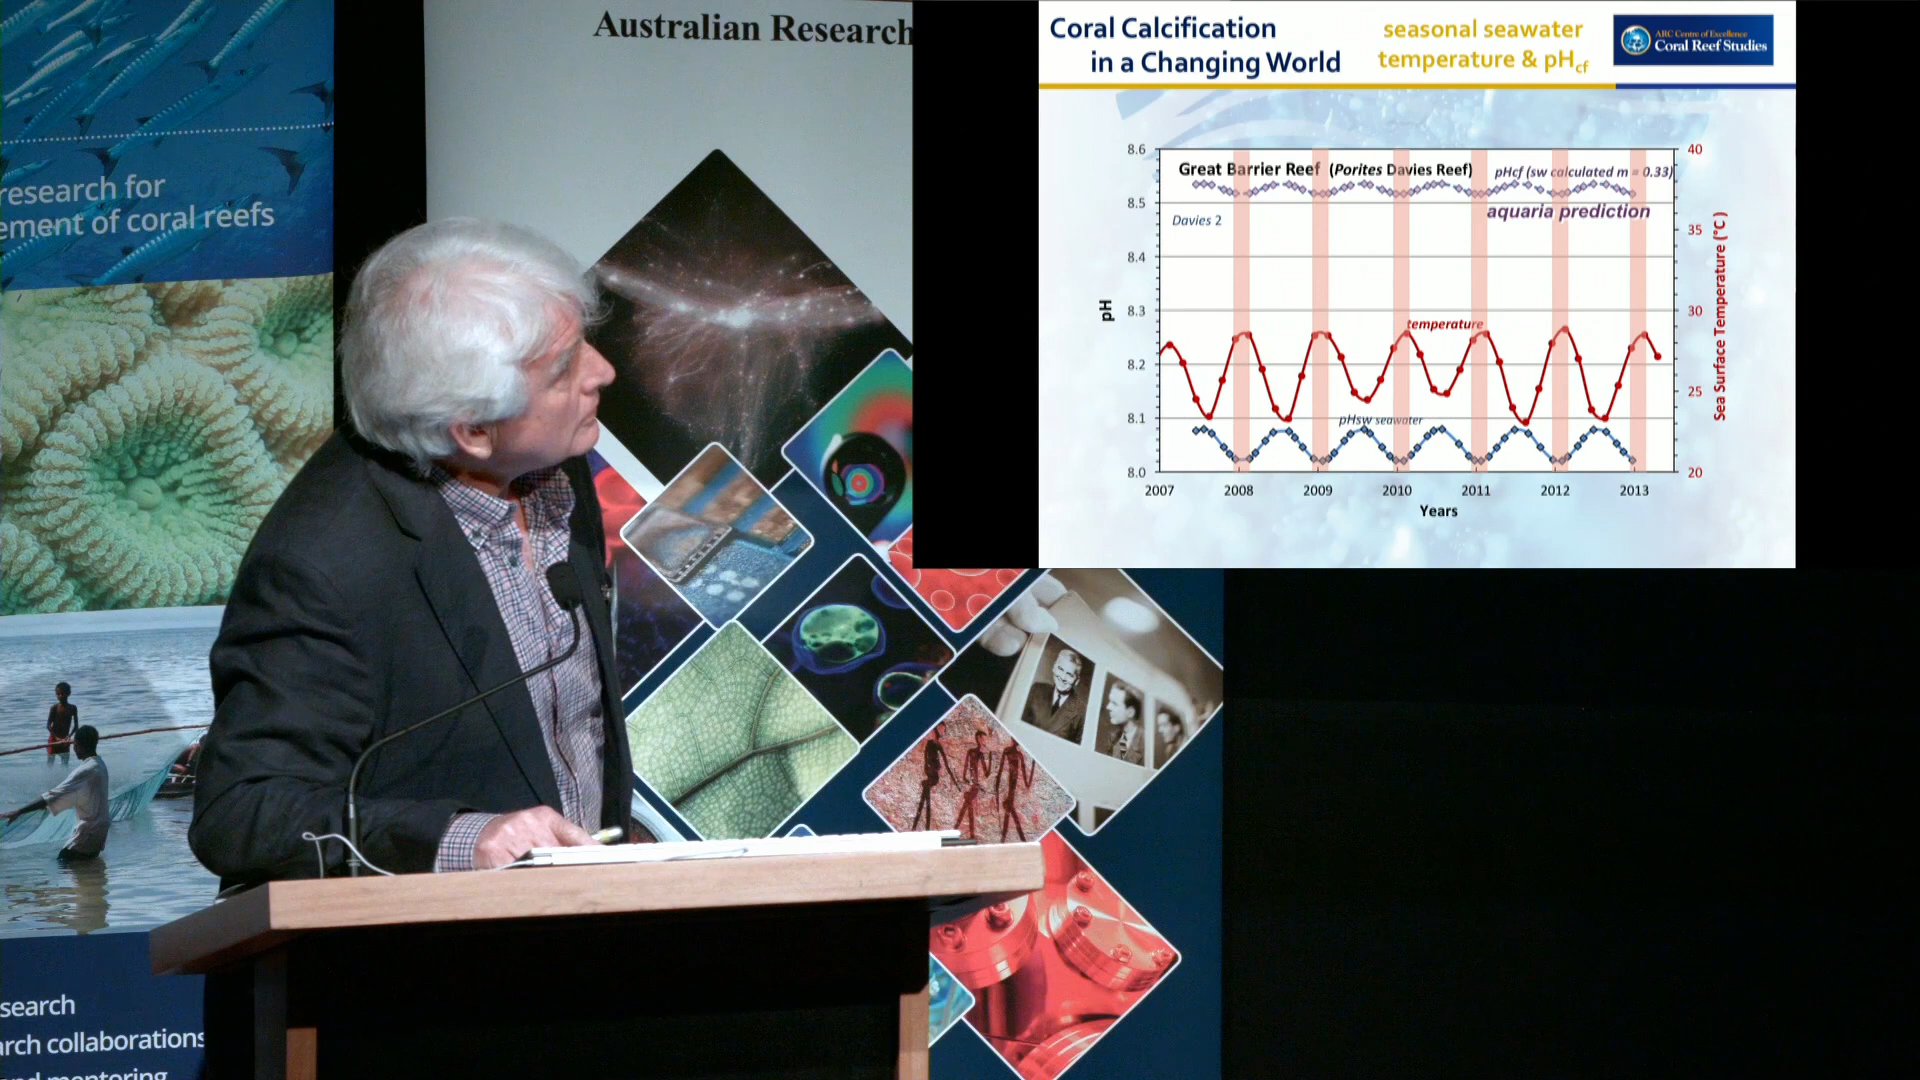 Australian Research
research for
ement of coral reefs
search
arch collaborations
and mentoring
Coral Calcification
in a Changing World
seasonal seawater
temperature & pHcf
ARC Centre of Excellence
Coral Reef Studies
Great Barrier Reef (Porites Davies Reef)
pHcf (sw calculated m = 0.33)
aquaria prediction
Davies 2
temperature
pHsw seawater
pH
8.6
8.5
8.4
8.3
8.2
8.1
8.0
40
35
30
25
20
Sea Surface Temperature (°C)
2007 2008 2009 2010 2011 2012 2013
Years